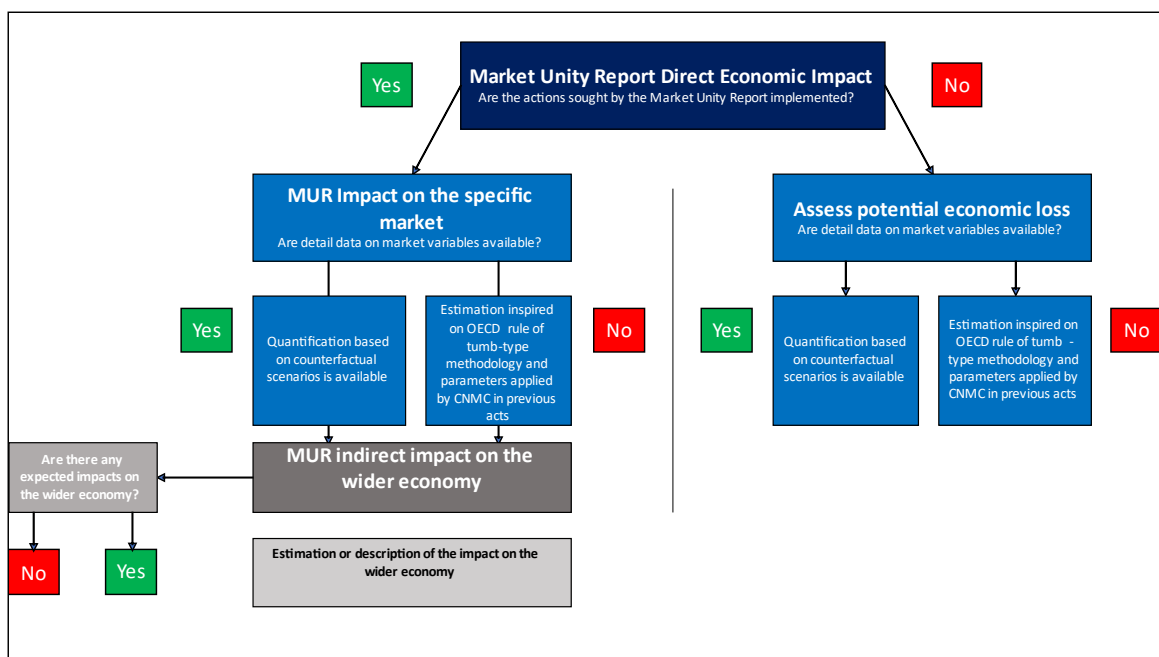 Market Unity Report Direct Economic Impact
Are the actions sought by the Market Unity Report implemented?
Yes
No
MUR Impact on the specific
market
Are detail data on market variables available?
Assess potential economic loss
Are detail data on market variables available?
Yes
Quantification based
on counterfactual
scenarios is available
Estimation inspired
on OECD rule of
tumb-type
methodology and
parameters applied
by CNMC in previous
acts
No
Yes
Quantification based
on counterfactual
scenarios is available
Estimation inspired on
OECD rule of tumb -
type methodology and
parameters applied by
CNMC in previous acts
No
MUR indirect impact on the
wider economy
Are there any
expected impacts on
the wider economy?
No
Yes
Estimation or description of the impact on the
wider economy